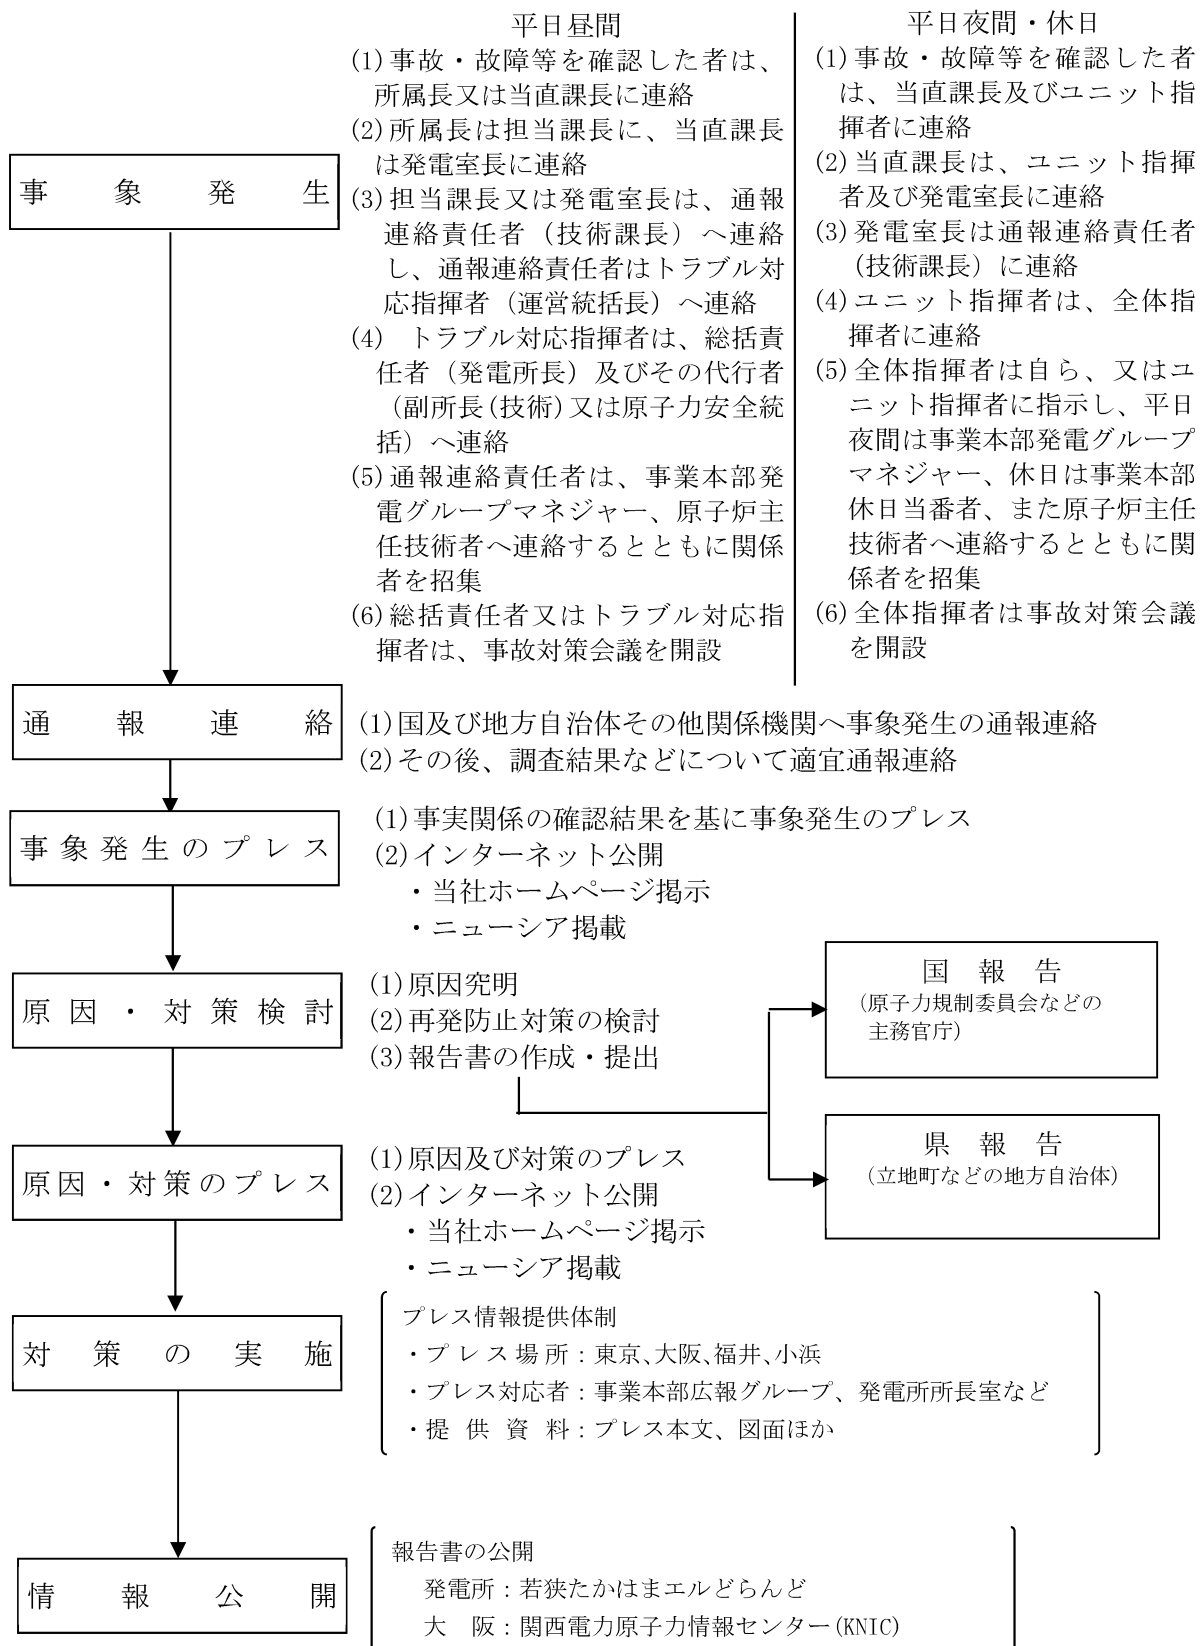 平日昼間
(1)事故・故障等を確認した者は、
所属長又は当直課長に連絡
(2)所属長は担当課長に、当直課長
は発電室長に連絡
(3)担当課長又は発電室長は、通報
連絡責任者（技術課長）へ連絡
し、通報連絡責任者はトラブル対
応指揮者（運営統括長）へ連絡
(4)　トラブル対応指揮者は、総括責
任者（発電所長）及びその代行者
（副所長(技術)又は原子力安全統
括）へ連絡
(5)通報連絡責任者は、事業本部発
電グループマネジャー、原子炉主
任技術者へ連絡するとともに関係
者を招集
(6)総括責任者又はトラブル対応指
揮者は、事故対策会議を開設
平日夜間・休日
(1)事故・故障等を確認した者
は、当直課長及びユニット指
揮者に連絡
(2)当直課長は、ユニット指揮
者及び発電室長に連絡
(3)発電室長は通報連絡責任者
（技術課長）に連絡
(4)ユニット指揮者は、全体指
揮者に連絡
(5)全体指揮者は自ら、又はユ
ニット指揮者に指示し、平日
夜間は事業本部発電グループ
マネジャー、休日は事業本部
休日当番者、また原子炉主任
技術者へ連絡するとともに関
係者を招集
(6)全体指揮者は事故対策会議
を開設
事象発生
通報連絡
(1)国及び地方自治体その他関係機関へ事象発生の通報連絡
(2)その後、調査結果などについて適宜通報連絡
事象発生のプレス
(1)事実関係の確認結果を基に事象発生のプレス
(2)インターネット公開
・当社ホームページ掲示
・ニューシア掲載
原因・対策検討
(1)原因究明
(2)再発防止対策の検討
(3)報告書の作成・提出
国報告
(原子力規制委員会などの
主務官庁)
県報告
(立地町などの地方自治体)
原因・対策のプレス
(1)原因及び対策のプレス
(2)インターネット公開
・当社ホームページ掲示
・ニューシア掲載
対策の実施
プレス情報提供体制
・プレス場所：東京、大阪、福井、小浜
・プレス対応者：事業本部広報グループ、発電所所長室など
・提供資料：プレス本文、図面ほか
情報公開
報告書の公開
発電所：若狭たかはまエルどらんど
大　阪：関西電力原子力情報センター(KNIC)